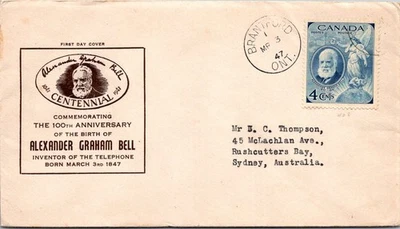 FIRST DAY COVER
Alexander Graham Bell
1847 1947
CENTENNIAL
COMMEMORATING
THE 100TH ANNIVERSARY
OF THE BIRTH OF
ALEXANDER GRAHAM BELL
INVENTOR OF THE TELEPHONE
BORN MARCH 3RD 1847
BRANTFORD
MR 3
47
ONT.
CANADA
4 CENTS
Mr E. C. Thompson,
45 McLachlan Ave.,
Rushcutters Bay,
Sydney, Australia.